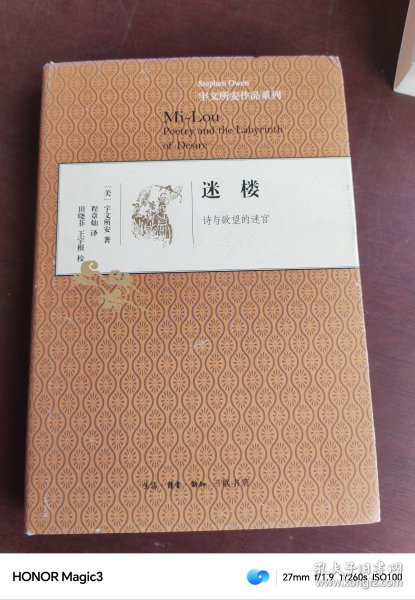 Stephen Owen
宇文所安作品系列
Mi-Lou
Poetry and the Labyrinth
of Desire
迷 楼
诗与欲望的迷宫
〔美〕宇文所安 著
程章灿 译
田晓菲 王宇根 校
生活·读书·新知 三联书店
HONOR Magic3
27mm f/1.9 1/260s ISO100
孔夫子旧书网